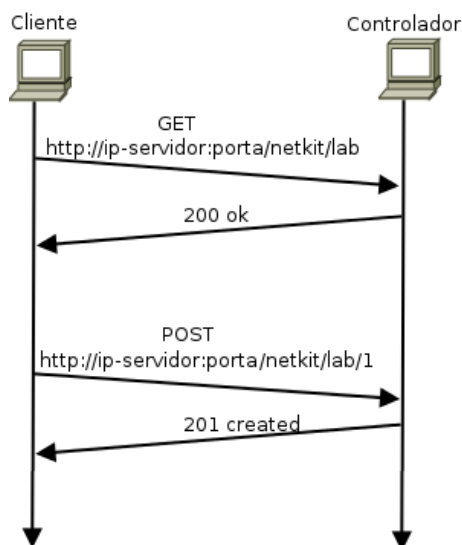 Cliente
Controlador
GET
http://ip-servidor:porta/netkit/lab
200 ok
POST
http://ip-servidor:porta/netkit/lab/1
201 created